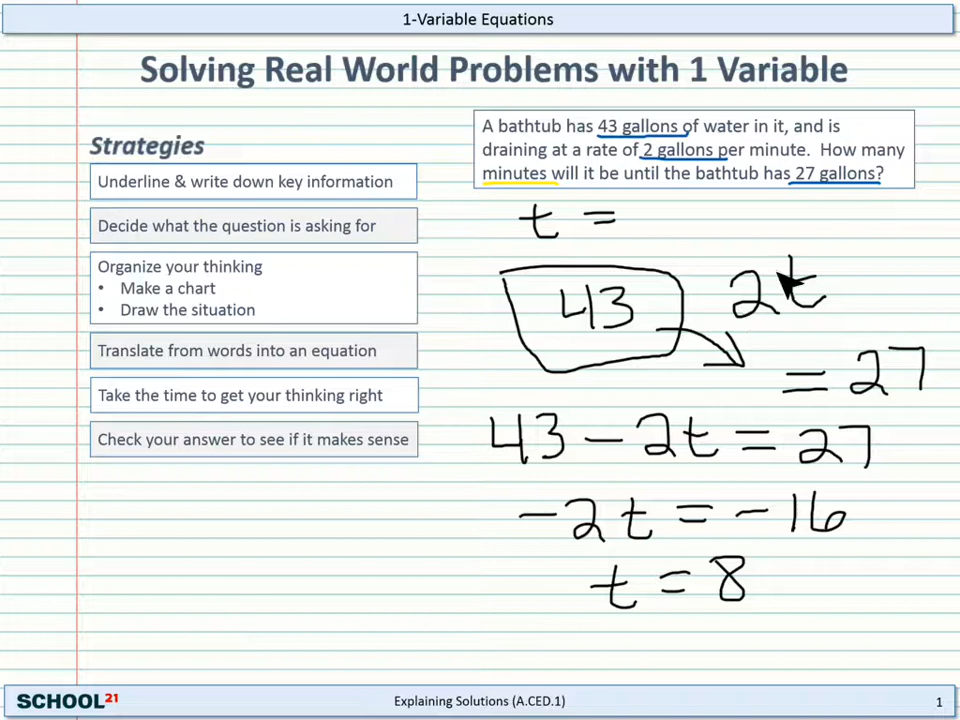 1-Variable Equations
Solving Real World Problems with 1 Variable
Strategies
Underline & write down key information
Decide what the question is asking for
Organize your thinking
• Make a chart
• Draw the situation
Translate from words into an equation
Take the time to get your thinking right
Check your answer to see if it makes sense
A bathtub has 43 gallons of water in it, and is
draining at a rate of 2 gallons per minute. How many
minutes will it be until the bathtub has 27 gallons?
t =
43 2t
= 27
43 - 2t = 27
-2t = -16
t = 8
SCHOOL21
Explaining Solutions (A.CED.1)
1